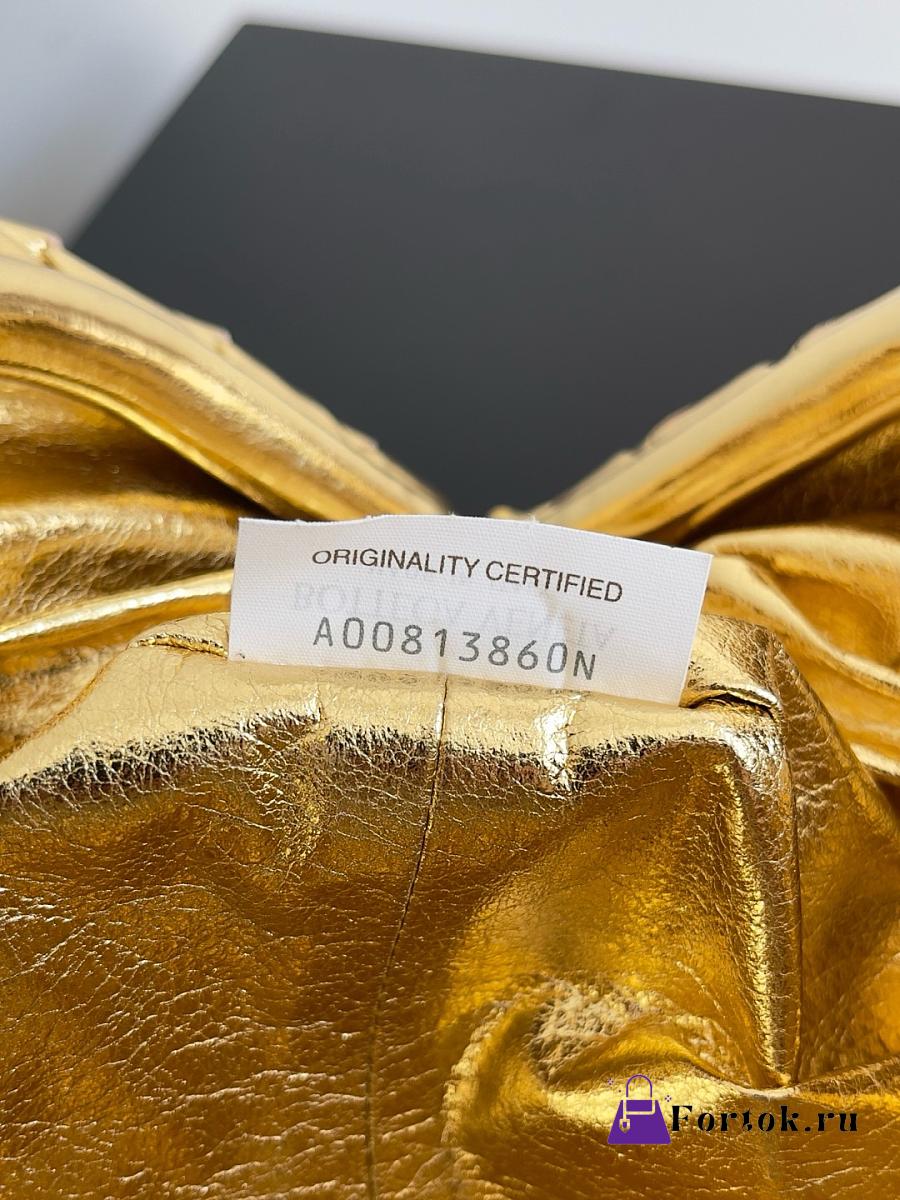 ORIGINALITY CERTIFIED
A00813860N
Fortok.ru